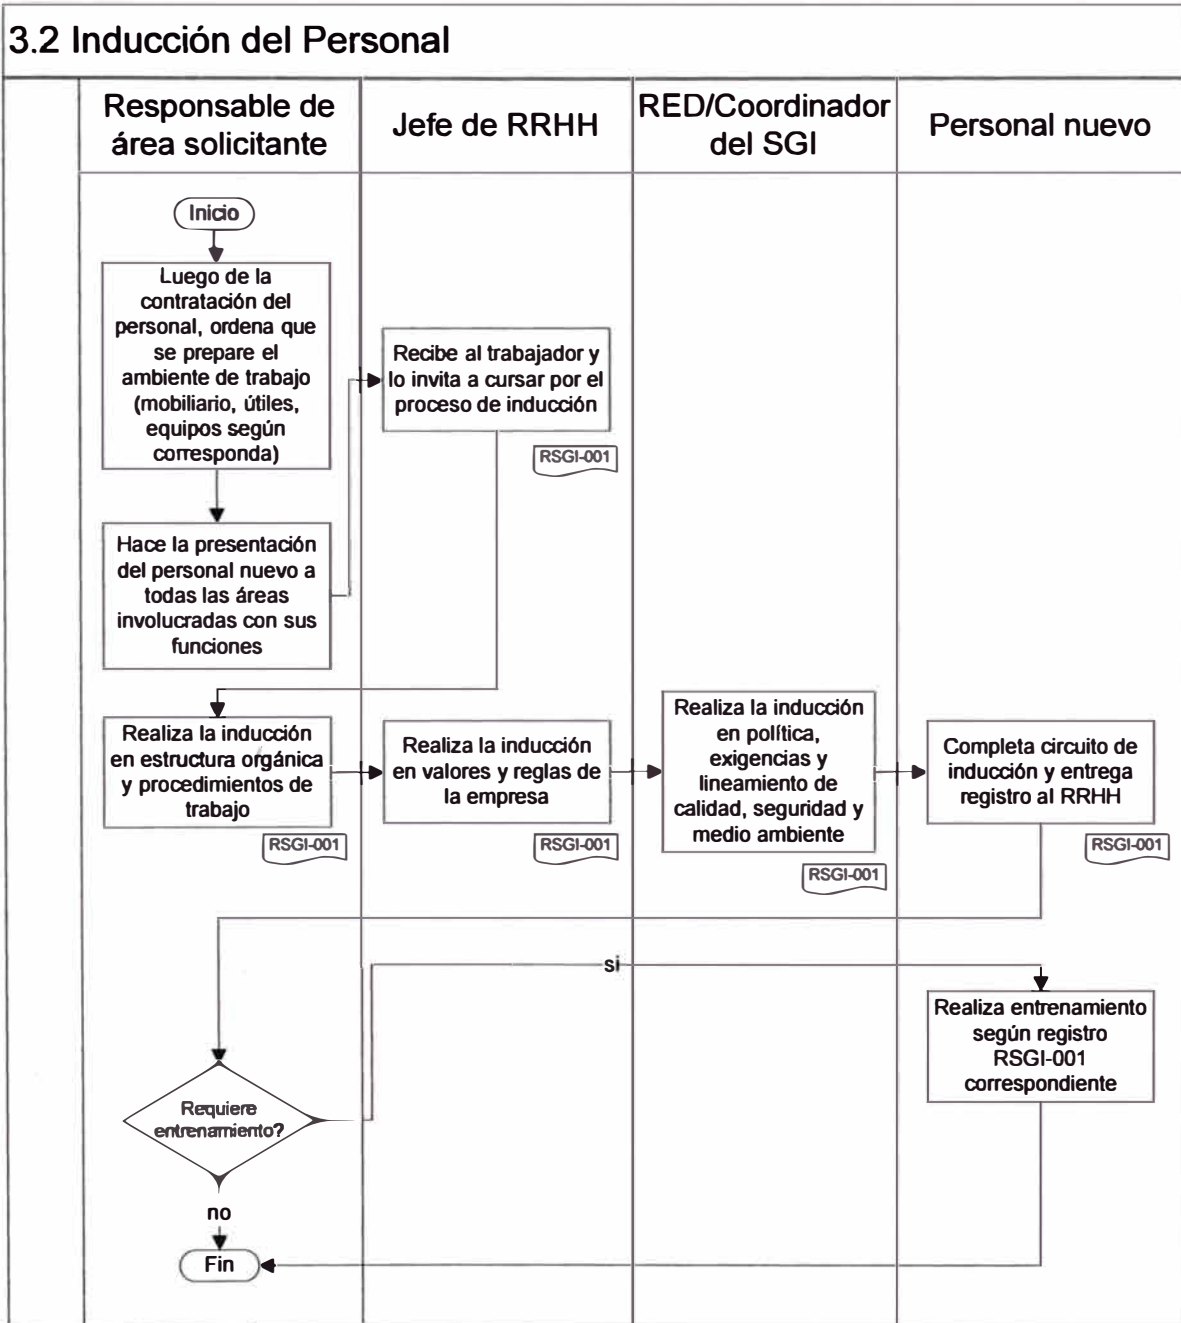 3.2 Inducción del Personal
Responsable de
área solicitante
Jefe de RRHH
RED/Coordinador
del SGI
Personal nuevo
Inicio
Luego de la
contratación del
personal, ordena que
se prepare el
ambiente de trabajo
(mobiliario, útiles,
equipos según
corresponda)
Recibe al trabajador y
lo invita a cursar por el
proceso de inducción
RSGI-001
Hace la presentación
del personal nuevo a
todas las áreas
involucradas con sus
funciones
Realiza la inducción
en estructura orgánica
y procedimientos de
trabajo
RSGI-001
Realiza la inducción
en valores y reglas de
la empresa
RSGI-001
Realiza la inducción
en política,
exigencias y
lineamiento de
calidad, seguridad y
medio ambiente
RSGI-001
Completa circuito de
inducción y entrega
registro al RRHH
RSGI-001
si
Realiza entrenamiento
según registro
RSGI-001
correspondiente
Requiere
entrenamiento?
no
Fin